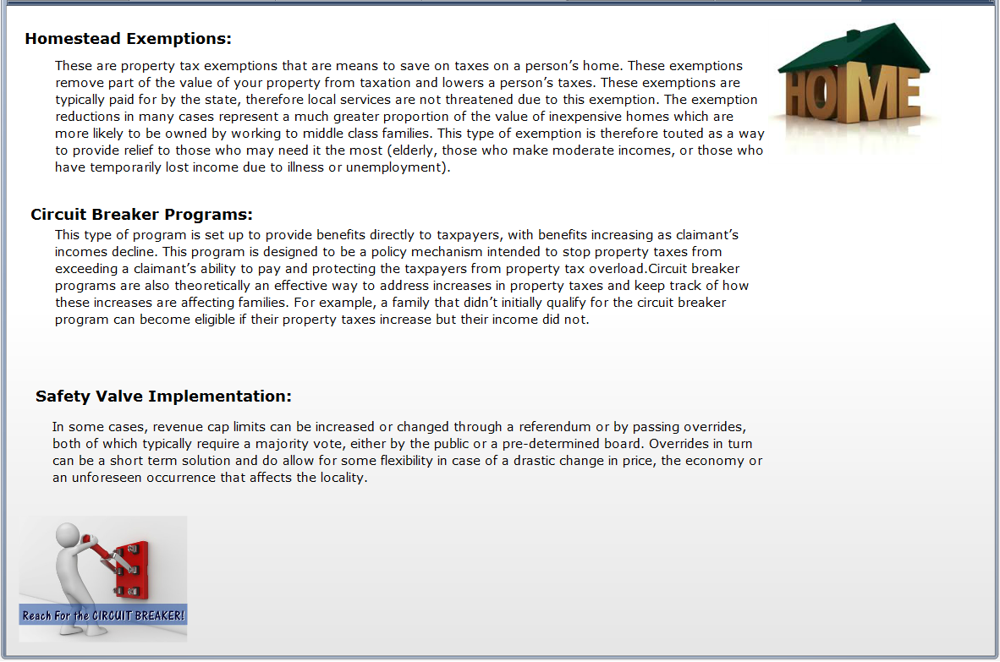 Homestead Exemptions:
These are property tax exemptions that are means to save on taxes on a person’s home. These exemptions
remove part of the value of your property from taxation and lowers a person’s taxes. These exemptions are
typically paid for by the state, therefore local services are not threatened due to this exemption. The exemption
reductions in many cases represent a much greater proportion of the value of inexpensive homes which are
more likely to be owned by working to middle class families. This type of exemption is therefore touted as a way
to provide relief to those who may need it the most (elderly, those who make moderate incomes, or those who
have temporarily lost income due to illness or unemployment).
HOME
Circuit Breaker Programs:
This type of program is set up to provide benefits directly to taxpayers, with benefits increasing as claimant’s
incomes decline. This program is designed to be a policy mechanism intended to stop property taxes from
exceeding a claimant’s ability to pay and protecting the taxpayers from property tax overload.Circuit breaker
programs are also theoretically an effective way to address increases in property taxes and keep track of how
these increases are affecting families. For example, a family that didn’t initially qualify for the circuit breaker
program can become eligible if their property taxes increase but their income did not.
Safety Valve Implementation:
In some cases, revenue cap limits can be increased or changed through a referendum or by passing overrides,
both of which typically require a majority vote, either by the public or a pre-determined board. Overrides in turn
can be a short term solution and do allow for some flexibility in case of a drastic change in price, the economy or
an unforeseen occurrence that affects the locality.
Reach For the CIRCUIT BREAKER!